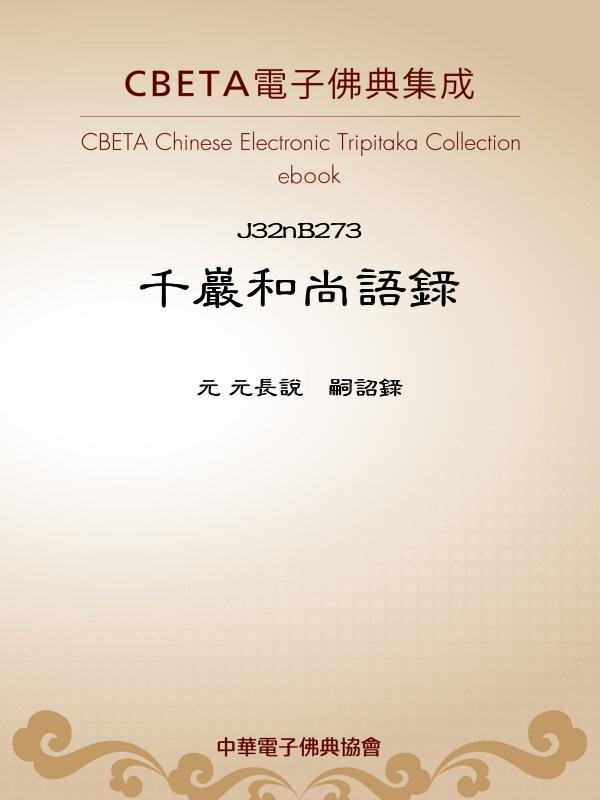 CBETA電子佛典集成
CBETA Chinese Electronic Tripitaka Collection
ebook
J32nB273
千巖和尚語錄
元 元長說　嗣詔錄
中華電子佛典協會